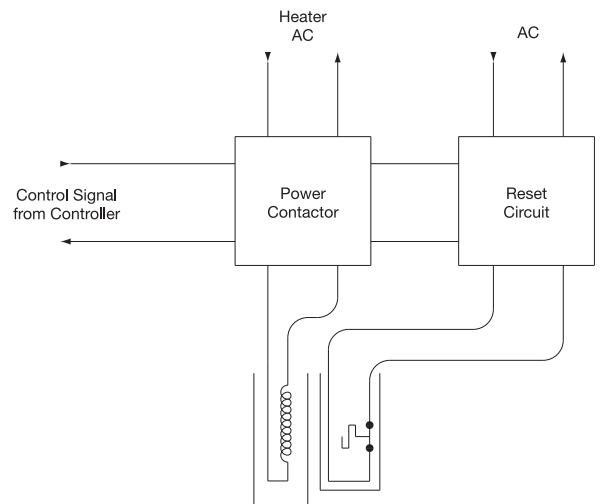 Heater
AC
AC
Control Signal
from Controller
Power
Contactor
Reset
Circuit